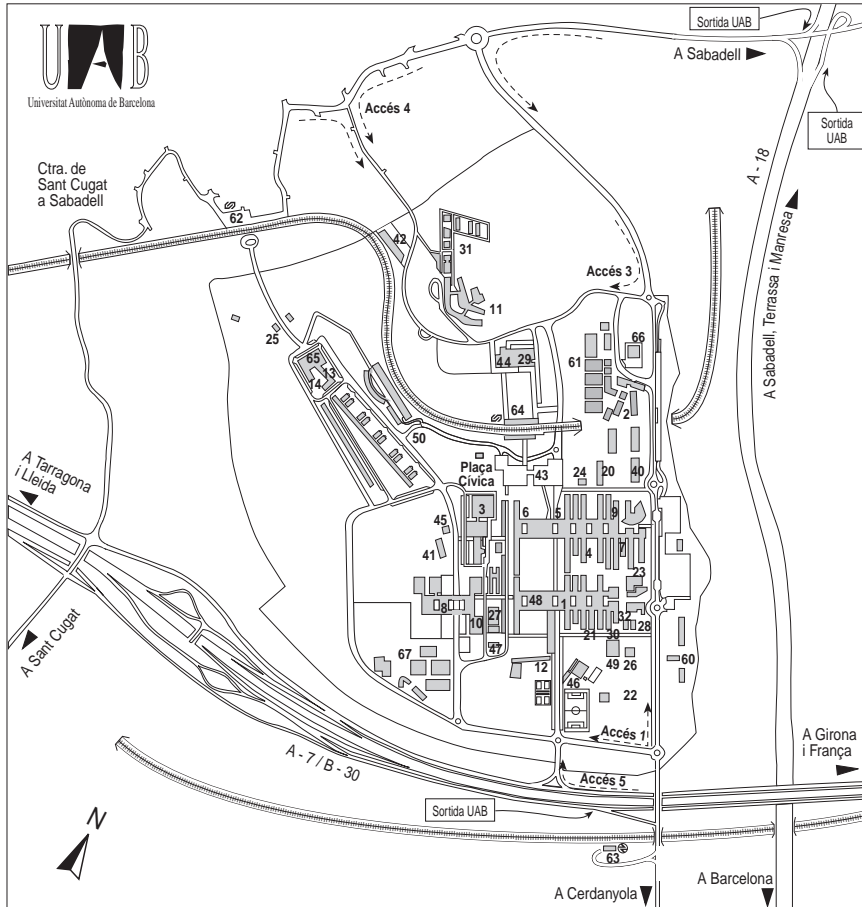 Sortida UAB
A Sabadell
UAB
Universitat Autònoma de Barcelona
Accés 4
Sortida
UAB
A - 18
Ctra. de
Sant Cugat
a Sabadell
62
42
31
A Sabadell, Terrassa i Manresa
Accés 3
11
25
66
65
13
14
44
29
61
2
64
50
Plaça
Cívica
43
24
20
40
A Tarragona
i Lleida
3
6
5
9
45
41
4
7
23
8
48
1
27
10
32
28
21
30
A Sant Cugat
47
67
12
49
26
60
46
22
Accés 1
A Girona
i França
A - 7 / B - 30
Accés 5
Sortida UAB
N
63
A Cerdanyola
A Barcelona